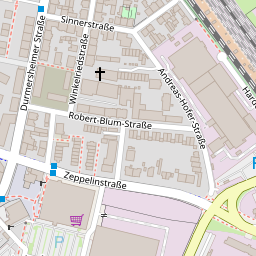 Sinnerstraße
Durmersheimer Straße
Winkelriedstraße
Andreas-Hofer-Straße
Robert-Blum-Straße
Zeppelinstraße
P
P